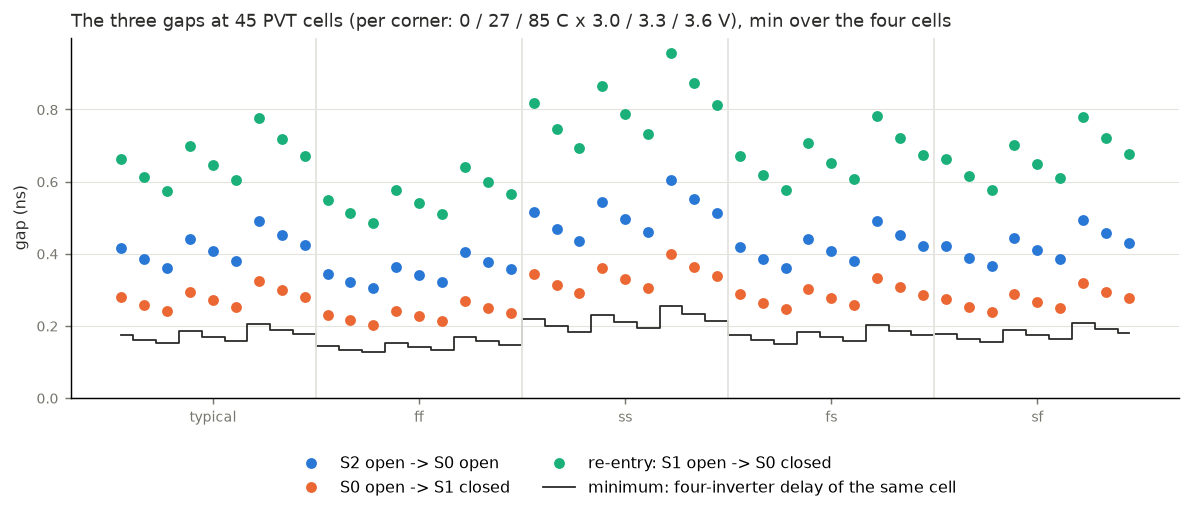 The three gaps at 45 PVT cells (per corner: 0 / 27 / 85 C x 3.0 / 3.3 / 3.6 V), min over the four cells
gap (ns)
0.8
0.6
0.4
0.2
0.0
typical
ff
ss
fs
sf
S2 open -> S0 open
re-entry: S1 open -> S0 closed
S0 open -> S1 closed
minimum: four-inverter delay of the same cell